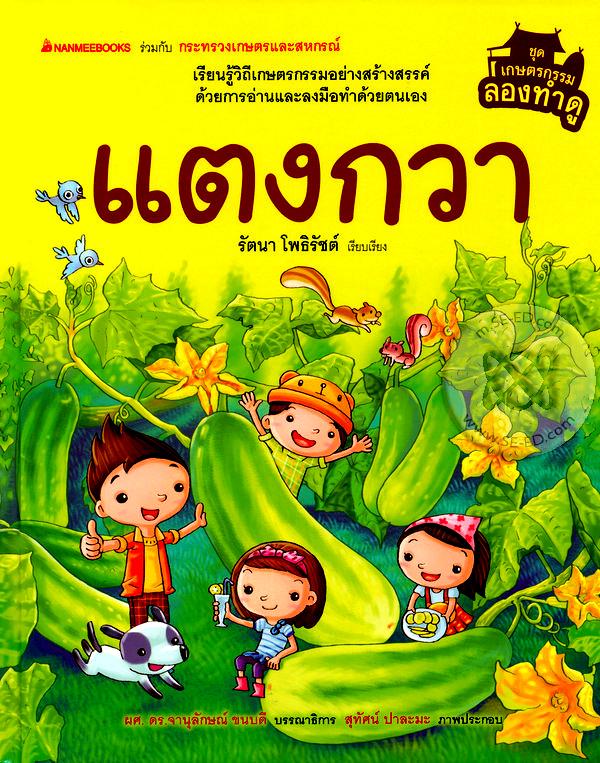 NANMEEBOOKS ร่วมกับ กระทรวงเกษตรและสหกรณ์
เรียนรู้วิถีเกษตรกรรมอย่างสร้างสรรค์
ด้วยการอ่านและลงมือทำด้วยตนเอง
ชุด
เกษตรกรรม
ลองทำดู
แตงกวา
รัตนา โพธิรัชต์ เรียบเรียง
m.SE-ED.com
www.SE-ED.com
ผศ. ดร.จานุลักษณ์ ขนบดี บรรณาธิการ สุทัศน์ ปาละมะ ภาพประกอบ